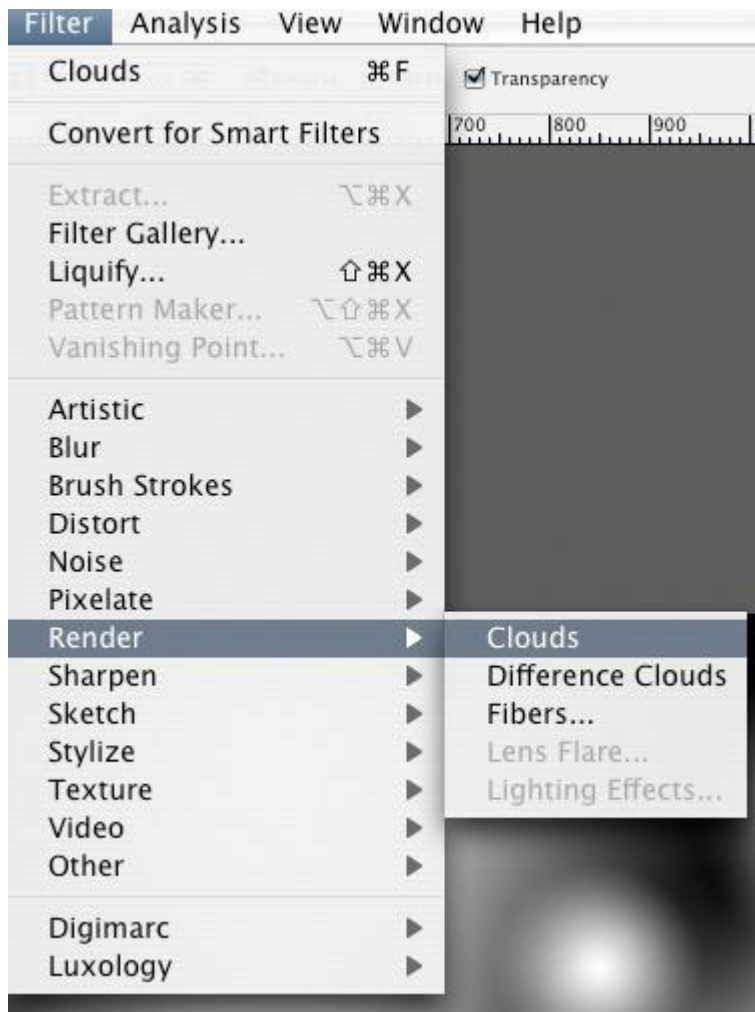 Filter Analysis View Window Help
Clouds ⌘F
Transparency
Convert for Smart Filters
700 800 900
Extract... ⌥⌘X
Filter Gallery...
Liquify... ⇧⌘X
Pattern Maker... ⌥⇧⌘X
Vanishing Point... ⌥⌘V
Artistic
Blur
Brush Strokes
Distort
Noise
Pixelate
Render
Sharpen
Sketch
Stylize
Texture
Video
Other
Digimarc
Luxology
Clouds
Difference Clouds
Fibers...
Lens Flare...
Lighting Effects...